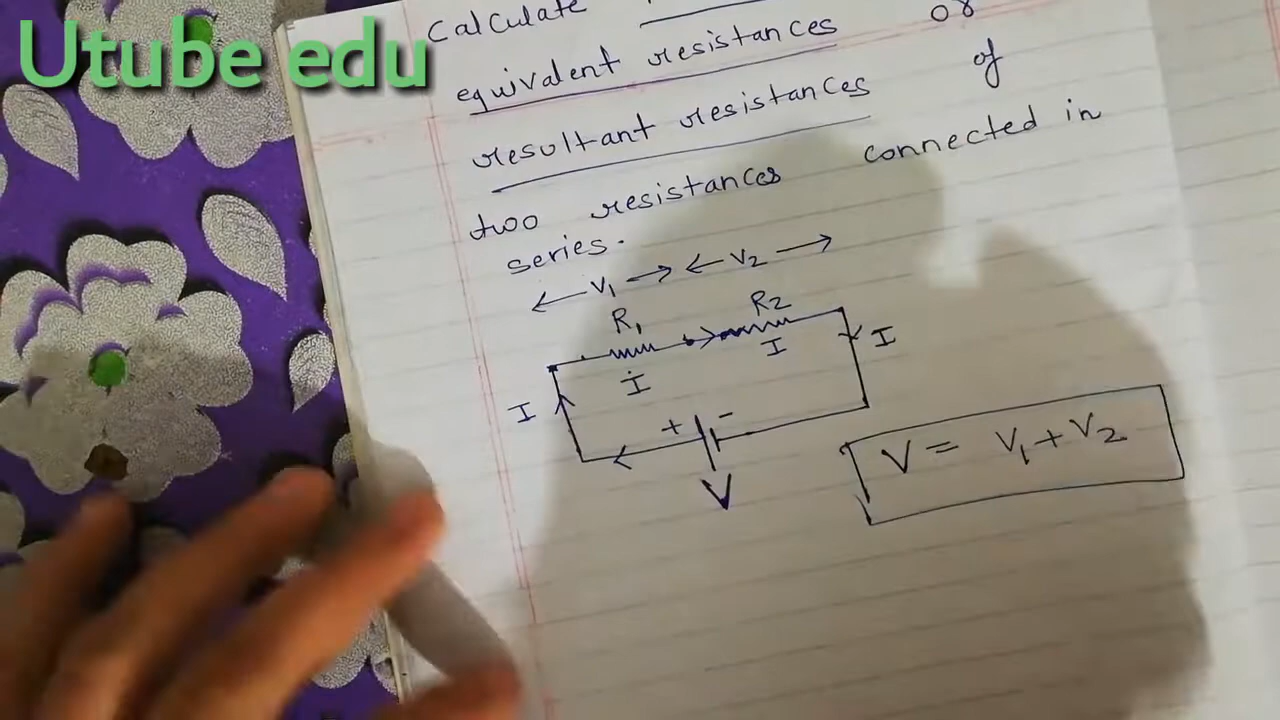 Utube edu
Calculate
equivalent resistances or
resultant resistances of
two resistances connected in
series.
V1 V2
R1 R2
I I I I
+ -
V
V = V1 + V2